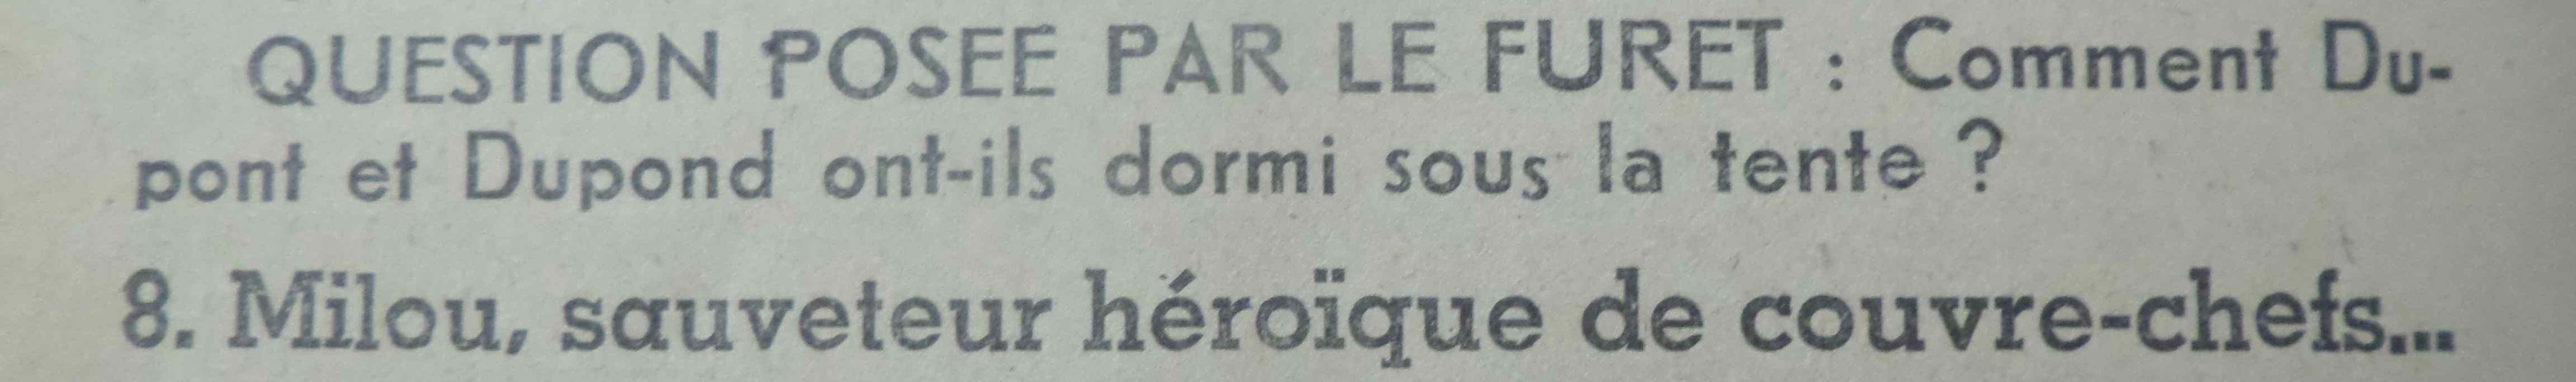 QUESTION POSEE PAR LE FURET : Comment Du-
pont et Dupond ont-ils dormi sous la tente ?
8. Milou, sauveteur héroïque de couvre-chefs...